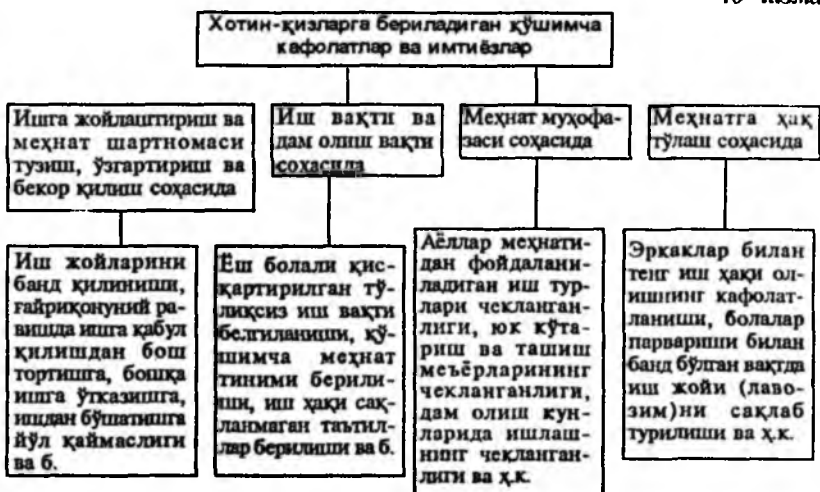 Хотин-қизларга бериладиган қўшимча
кафолатлар ва имтиёзлар
Ишга жойлаштириш ва
меҳнат шартномаси
тузиш, ўзгартириш ва
бекор қилиш соҳасида
Иш вақти ва
дам олиш вақти
соҳасида
Меҳнат муҳофа-
заси соҳасида
Меҳнатга ҳақ
тўлаш соҳасида
Иш жойларини
банд қилиниши,
ғайриқонуний ра-
вишда ишга қабул
қилишдан бош
тортишга, бошқа
ишга ўтказишга,
ишдан бўшатишга
йўл қаймаслиги
ва б.
Ёш болали қис-
қартирилган тў-
лиқсиз иш вақти
белгиланиши, қў-
шимча меҳнат
тиними берили-
ши, иш ҳақи сақ-
ланмаган таътил-
лар берилиши ва б.
Аёллар меҳнати-
дан фойдалани-
ладиган иш тур-
лари чекланган-
лиги, юк кўта-
риш ва ташиш
меъёрларининг
чекланганлиги,
дам олиш кун-
ларида ишлаш-
нинг чекланган-
лиги ва ҳ.к.
Эркаклар билан
тенг иш ҳақи ол-
ишнинг кафолат-
ланиши, болалар
парвариши билан
банд бўлган вақтда
иш жойи (лаво-
зим)ни сақлаб
турилиши ва ҳ.к.